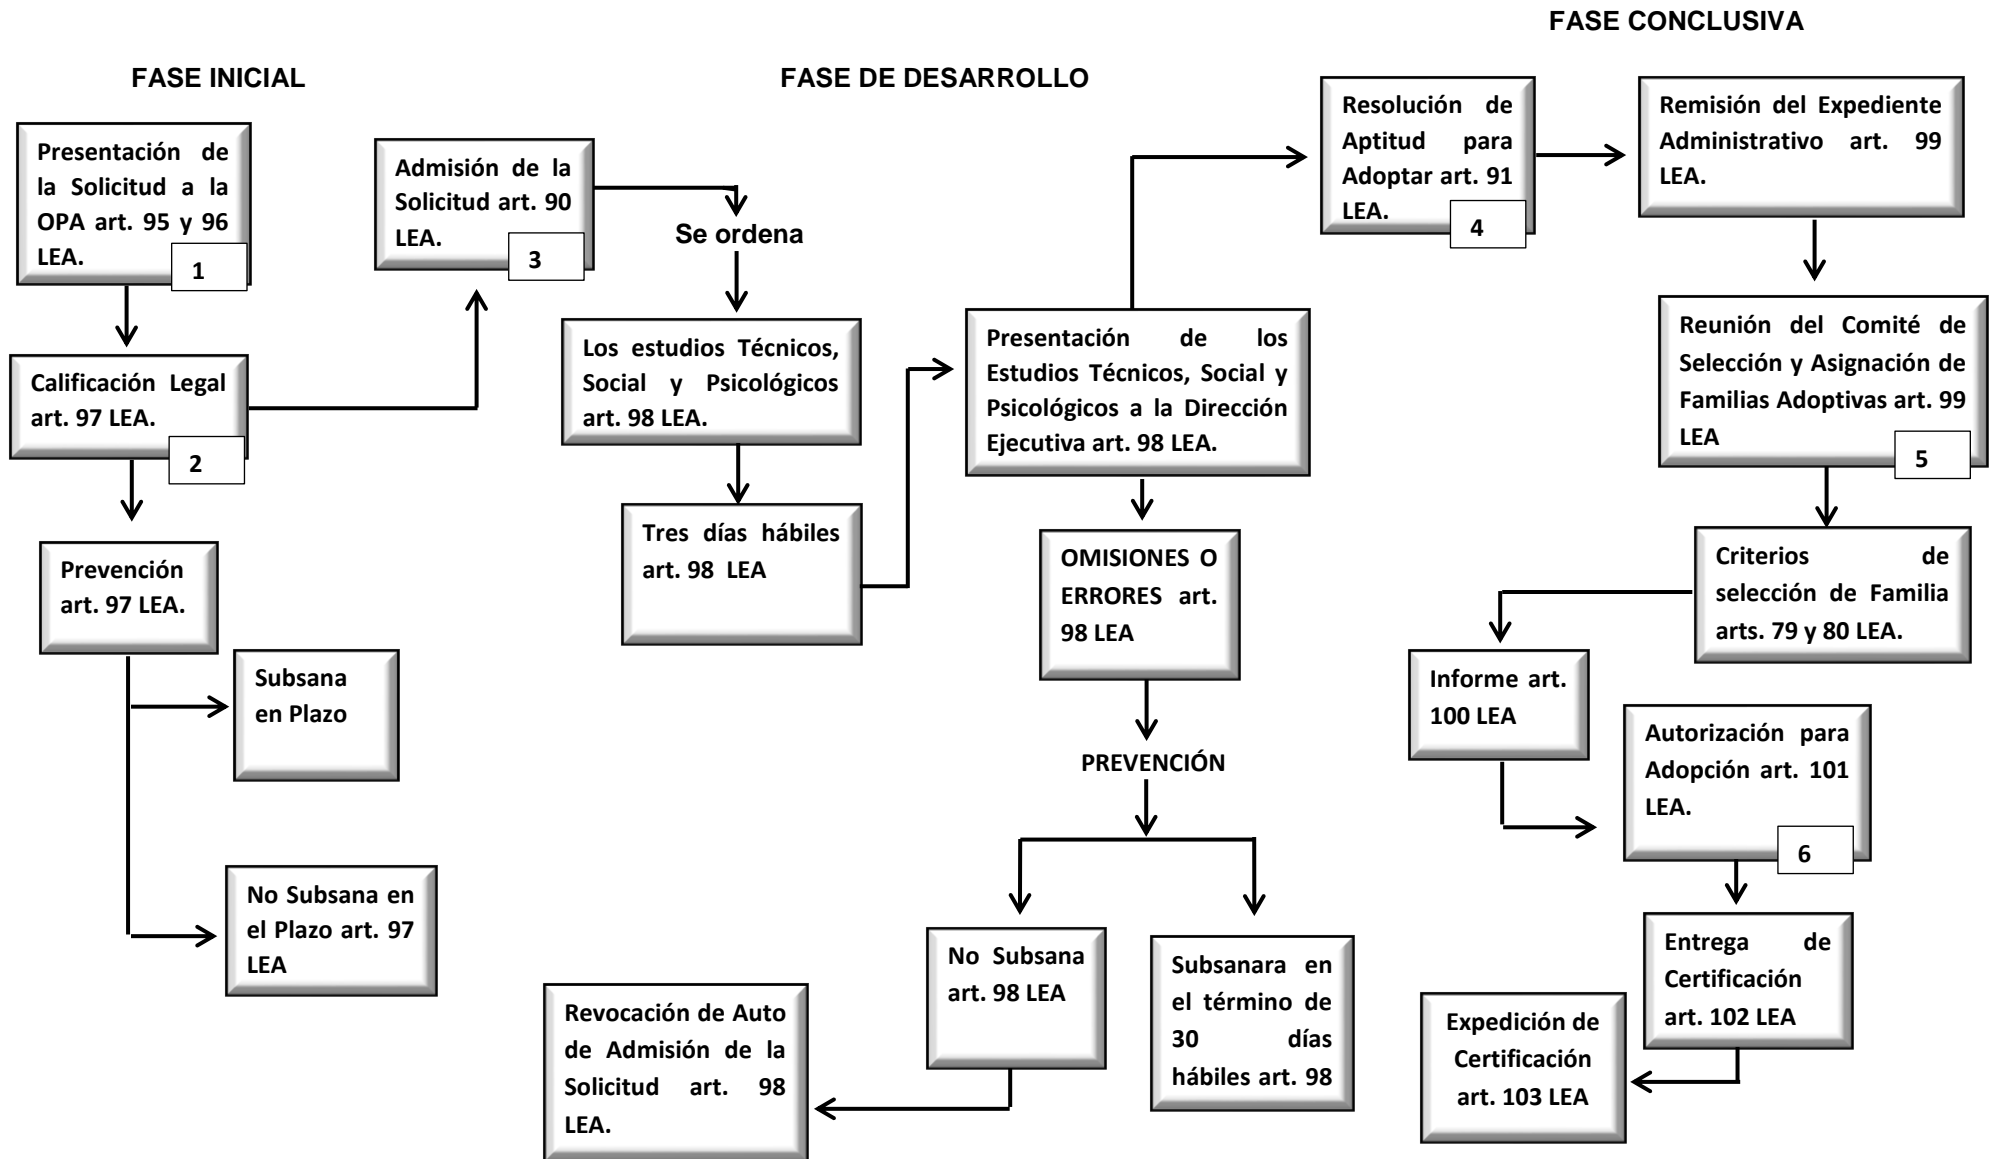 FASE INICIAL
Presentación de
la Solicitud a la
OPA art. 95 y 96
LEA.
1
Calificación Legal
art. 97 LEA.
2
Prevención
art. 97 LEA.
Subsana
en Plazo
No Subsana en
el Plazo art. 97
LEA
FASE DE DESARROLLO
Admisión de la
Solicitud art. 90
LEA.
3
Se ordena
Los estudios Técnicos,
Social y Psicológicos
art. 98 LEA.
Tres días hábiles
art. 98 LEA
Presentación de los
Estudios Técnicos, Social y
Psicológicos a la Dirección
Ejecutiva art. 98 LEA.
OMISIONES O
ERRORES art.
98 LEA
PREVENCIÓN
No Subsana
art. 98 LEA
Subsanara en
el término de
30 días
hábiles art. 98
Revocación de Auto
de Admisión de la
Solicitud art. 98
LEA.
FASE CONCLUSIVA
Resolución de
Aptitud para
Adoptar art. 91
LEA.
4
Remisión del Expediente
Administrativo art. 99
LEA.
Reunión del Comité de
Selección y Asignación de
Familias Adoptivas art. 99
LEA
5
Criterios de
selección de Familia
arts. 79 y 80 LEA.
Informe art.
100 LEA
Autorización para
Adopción art. 101
LEA.
6
Entrega de
Certificación
art. 102 LEA
Expedición de
Certificación
art. 103 LEA